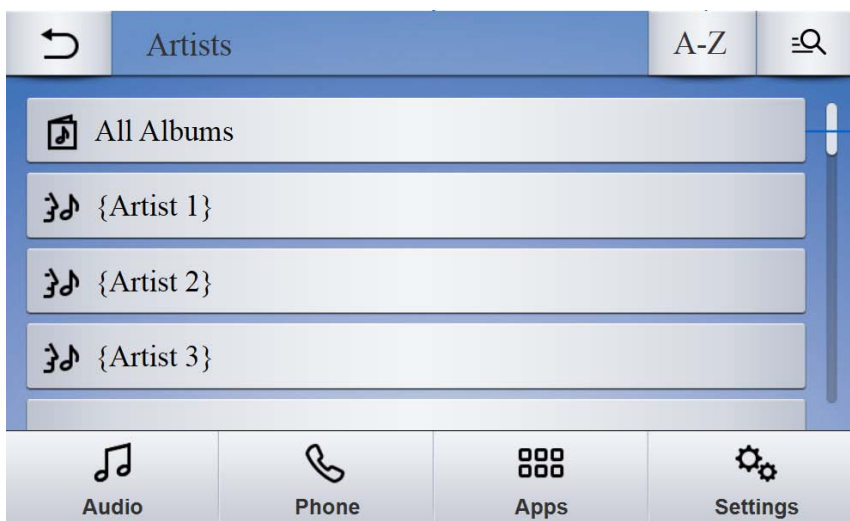 Artists A-Z
All Albums
{Artist 1}
{Artist 2}
{Artist 3}
Audio Phone Apps Settings